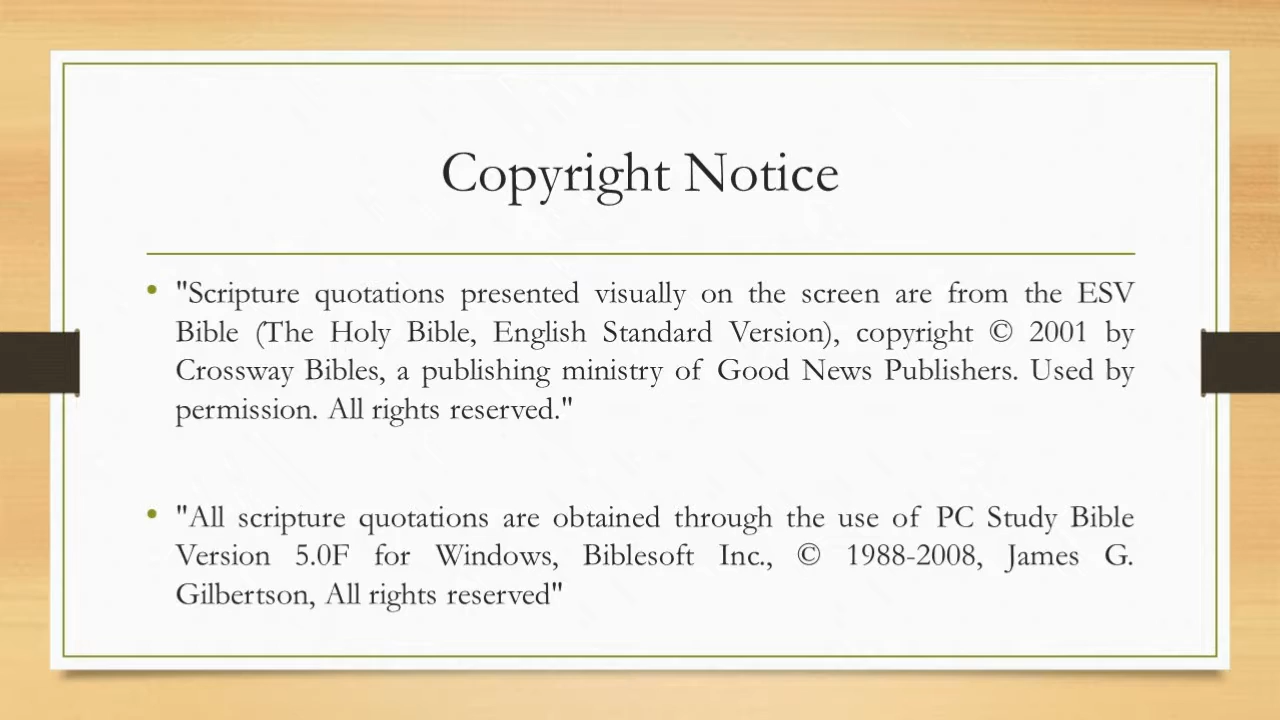 Copyright Notice
• "Scripture quotations presented visually on the screen are from the ESV
Bible (The Holy Bible, English Standard Version), copyright © 2001 by
Crossway Bibles, a publishing ministry of Good News Publishers. Used by
permission. All rights reserved."
• "All scripture quotations are obtained through the use of PC Study Bible
Version 5.0F for Windows, Biblesoft Inc., © 1988-2008, James G.
Gilbertson, All rights reserved"